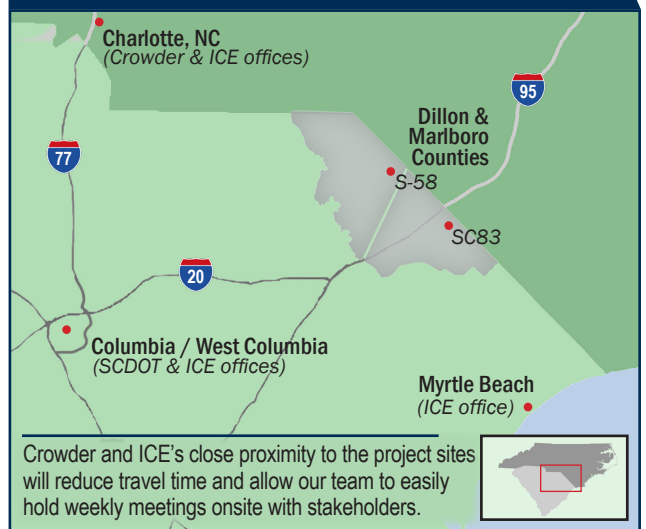 Charlotte, NC
(Crowder & ICE offices)
95
Dillon &
Marlboro
Counties
77
S-58
SC83
20
Columbia / West Columbia
(SCDOT & ICE offices)
Myrtle Beach
(ICE office)
Crowder and ICE's close proximity to the project sites
will reduce travel time and allow our team to easily
hold weekly meetings onsite with stakeholders.